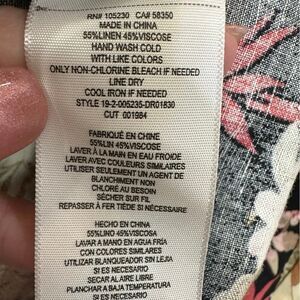 RN# 105230 CA# 58350
MADE IN CHINA
55%LINEN 45%VISCOSE
HAND WASH COLD
WITH LIKE COLORS
ONLY NON-CHLORINE BLEACH IF NEEDED
LINE DRY
COOL IRON IF NEEDED
STYLE 19-2-005235-DR01830
CUT 001984
FABRIQUÉ EN CHINE
55%LIN 45%VISCOSE
LAVER À LA MAIN EN EAU FROIDE
LAVER AVEC COULEURS SIMILAIRES
UTILISER SEULEMENT UN AGENT DE
BLANCHIMENT NON
CHLORÉ AU BESOIN
SÉCHER SUR FIL
REPASSER À FER TIÈDE SI NÉCESSAIRE
HECHO EN CHINA
55%LINO 45%VISCOSA
LAVAR A MANO EN AGUA FRÍA
CON COLORES SIMILARES
UTILIZAR BLANQUEADOR SIN LEJIA
SI ES NECESARIO
SECAR AL AIRE LIBRE
PLANCHAR A BAJA TEMPERATURA
SI ES NECESARIO